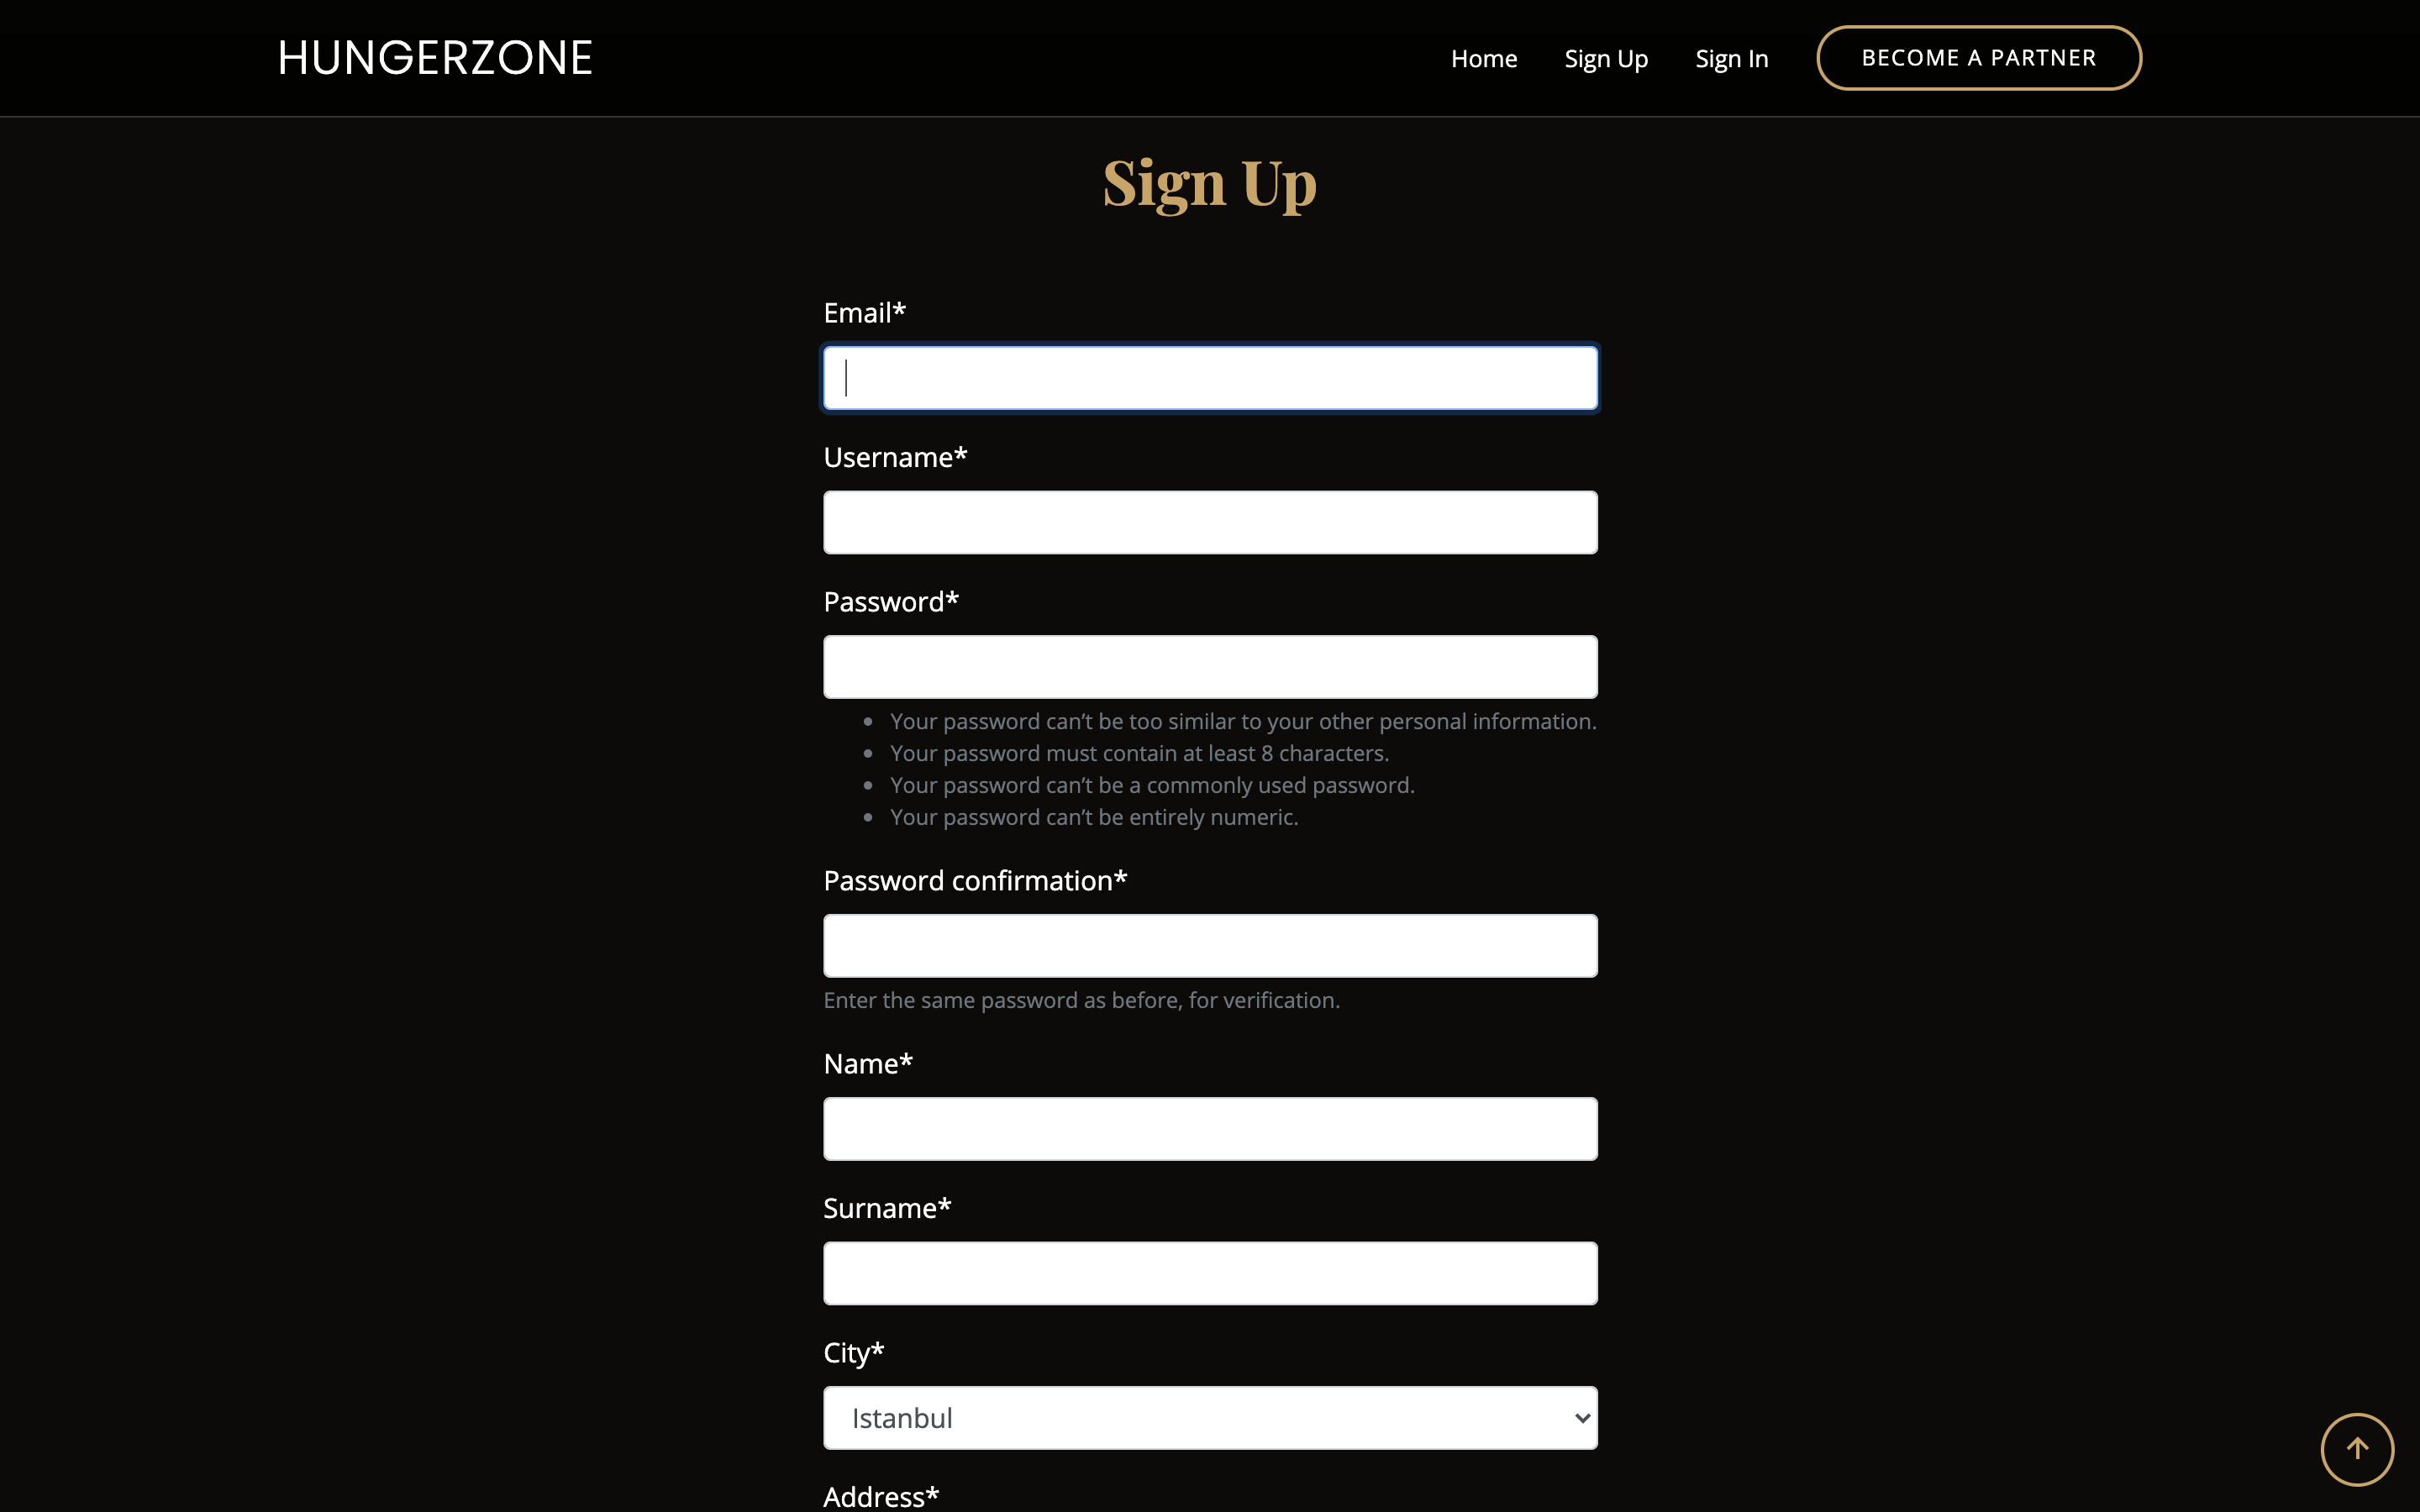 HUNGERZONE
Home
Sign Up
Sign In
BECOME A PARTNER
Sign Up
Email*
Username*
Password*
Your password can’t be too similar to your other personal information.
Your password must contain at least 8 characters.
Your password can’t be a commonly used password.
Your password can’t be entirely numeric.
Password confirmation*
Enter the same password as before, for verification.
Name*
Surname*
City*
Istanbul
Address*